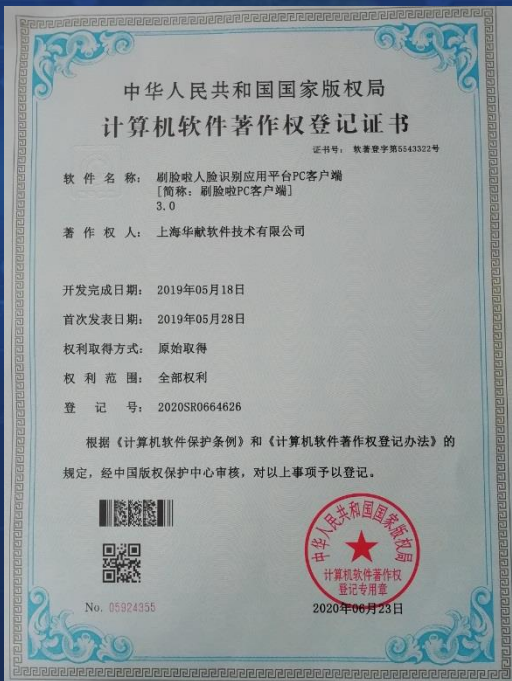 中华人民共和国国家版权局
计算机软件著作权登记证书
证书号： 软著登字第5543322号
软件名称： 刷脸啦人脸识别应用平台PC客户端
[简称：刷脸啦PC客户端]
3.0
著作权人： 上海华献软件技术有限公司
开发完成日期： 2019年05月18日
首次发表日期： 2019年05月28日
权利取得方式： 原始取得
权利范围： 全部权利
登记号： 2020SR0664626
根据《计算机软件保护条例》和《计算机软件著作权登记办法》的
规定，经中国版权保护中心审核，对以上事项予以登记。
中华人民共和国国家版权局
计算机软件著作权
登记专用章
No. 05924355
2020年06月23日